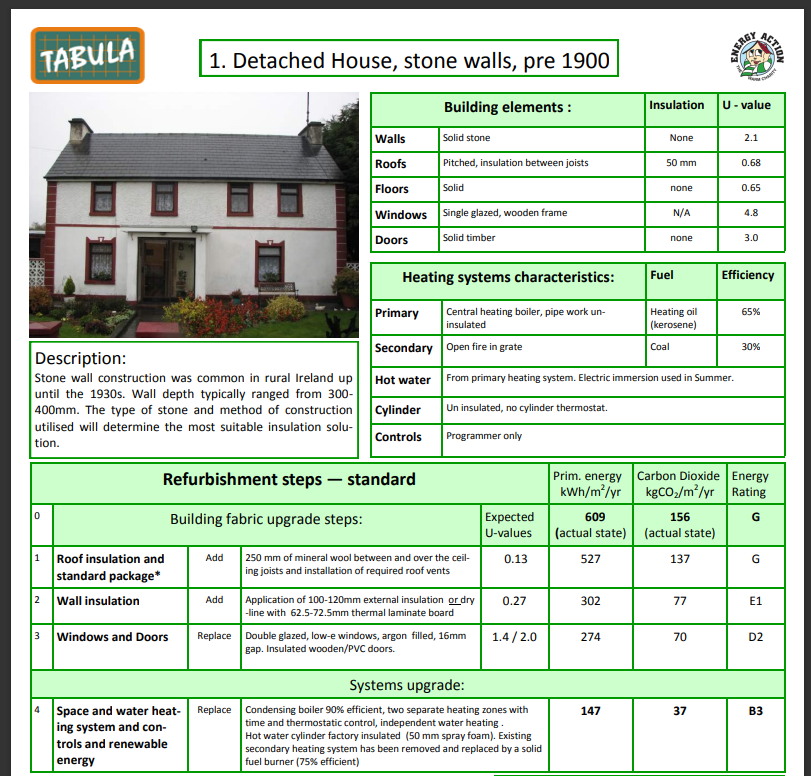 TABULA
1. Detached House, stone walls, pre 1900
ENERGY ACTION
Building elements :
Insulation
U - value
Walls
Solid stone
None
2.1
Roofs
Pitched, insulation between joists
50 mm
0.68
Floors
Solid
none
0.65
Windows
Single glazed, wooden frame
N/A
4.8
Doors
Solid timber
none
3.0
Heating systems characteristics:
Fuel
Efficiency
Primary
Central heating boiler, pipe work un-
insulated
Heating oil
(kerosene)
65%
Secondary
Open fire in grate
Coal
30%
Hot water
From primary heating system. Electric immersion used in Summer.
Cylinder
Un insulated, no cylinder thermostat.
Controls
Programmer only
Description:
Stone wall construction was common in rural Ireland up
until the 1930s. Wall depth typically ranged from 300-
400mm. The type of stone and method of construction
utilised will determine the most suitable insulation solu-
tion.
Refurbishment steps — standard
Prim. energy
kWh/m²/yr
Carbon Dioxide
kgCO₂/m²/yr
Energy
Rating
0
Building fabric upgrade steps:
Expected
U-values
609
(actual state)
156
(actual state)
G
1
Roof insulation and
standard package*
Add
250 mm of mineral wool between and over the ceil-
ing joists and installation of required roof vents
0.13
527
137
G
2
Wall insulation
Add
Application of 100-120mm external insulation or dry
-line with 62.5-72.5mm thermal laminate board
0.27
302
77
E1
3
Windows and Doors
Replace
Double glazed, low-e windows, argon filled, 16mm
gap. Insulated wooden/PVC doors.
1.4 / 2.0
274
70
D2
Systems upgrade:
4
Space and water heat-
ing system and con-
trols and renewable
energy
Replace
Condensing boiler 90% efficient, two separate heating zones with
time and thermostatic control, independent water heating .
Hot water cylinder factory insulated (50 mm spray foam). Existing
secondary heating system has been removed and replaced by a solid
fuel burner (75% efficient)
147
37
B3